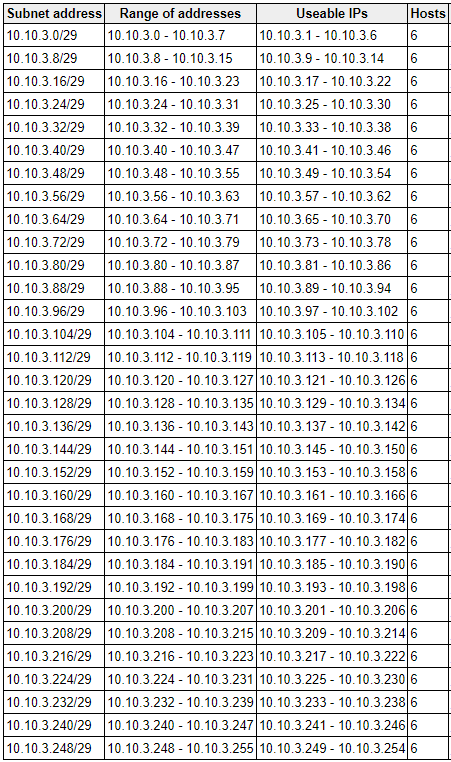 Subnet address Range of addresses Useable IPs Hosts
10.10.3.0/29 10.10.3.0 - 10.10.3.7 10.10.3.1 - 10.10.3.6 6
10.10.3.8/29 10.10.3.8 - 10.10.3.15 10.10.3.9 - 10.10.3.14 6
10.10.3.16/29 10.10.3.16 - 10.10.3.23 10.10.3.17 - 10.10.3.22 6
10.10.3.24/29 10.10.3.24 - 10.10.3.31 10.10.3.25 - 10.10.3.30 6
10.10.3.32/29 10.10.3.32 - 10.10.3.39 10.10.3.33 - 10.10.3.38 6
10.10.3.40/29 10.10.3.40 - 10.10.3.47 10.10.3.41 - 10.10.3.46 6
10.10.3.48/29 10.10.3.48 - 10.10.3.55 10.10.3.49 - 10.10.3.54 6
10.10.3.56/29 10.10.3.56 - 10.10.3.63 10.10.3.57 - 10.10.3.62 6
10.10.3.64/29 10.10.3.64 - 10.10.3.71 10.10.3.65 - 10.10.3.70 6
10.10.3.72/29 10.10.3.72 - 10.10.3.79 10.10.3.73 - 10.10.3.78 6
10.10.3.80/29 10.10.3.80 - 10.10.3.87 10.10.3.81 - 10.10.3.86 6
10.10.3.88/29 10.10.3.88 - 10.10.3.95 10.10.3.89 - 10.10.3.94 6
10.10.3.96/29 10.10.3.96 - 10.10.3.103 10.10.3.97 - 10.10.3.102 6
10.10.3.104/29 10.10.3.104 - 10.10.3.111 10.10.3.105 - 10.10.3.110 6
10.10.3.112/29 10.10.3.112 - 10.10.3.119 10.10.3.113 - 10.10.3.118 6
10.10.3.120/29 10.10.3.120 - 10.10.3.127 10.10.3.121 - 10.10.3.126 6
10.10.3.128/29 10.10.3.128 - 10.10.3.135 10.10.3.129 - 10.10.3.134 6
10.10.3.136/29 10.10.3.136 - 10.10.3.143 10.10.3.137 - 10.10.3.142 6
10.10.3.144/29 10.10.3.144 - 10.10.3.151 10.10.3.145 - 10.10.3.150 6
10.10.3.152/29 10.10.3.152 - 10.10.3.159 10.10.3.153 - 10.10.3.158 6
10.10.3.160/29 10.10.3.160 - 10.10.3.167 10.10.3.161 - 10.10.3.166 6
10.10.3.168/29 10.10.3.168 - 10.10.3.175 10.10.3.169 - 10.10.3.174 6
10.10.3.176/29 10.10.3.176 - 10.10.3.183 10.10.3.177 - 10.10.3.182 6
10.10.3.184/29 10.10.3.184 - 10.10.3.191 10.10.3.185 - 10.10.3.190 6
10.10.3.192/29 10.10.3.192 - 10.10.3.199 10.10.3.193 - 10.10.3.198 6
10.10.3.200/29 10.10.3.200 - 10.10.3.207 10.10.3.201 - 10.10.3.206 6
10.10.3.208/29 10.10.3.208 - 10.10.3.215 10.10.3.209 - 10.10.3.214 6
10.10.3.216/29 10.10.3.216 - 10.10.3.223 10.10.3.217 - 10.10.3.222 6
10.10.3.224/29 10.10.3.224 - 10.10.3.231 10.10.3.225 - 10.10.3.230 6
10.10.3.232/29 10.10.3.232 - 10.10.3.239 10.10.3.233 - 10.10.3.238 6
10.10.3.240/29 10.10.3.240 - 10.10.3.247 10.10.3.241 - 10.10.3.246 6
10.10.3.248/29 10.10.3.248 - 10.10.3.255 10.10.3.249 - 10.10.3.254 6